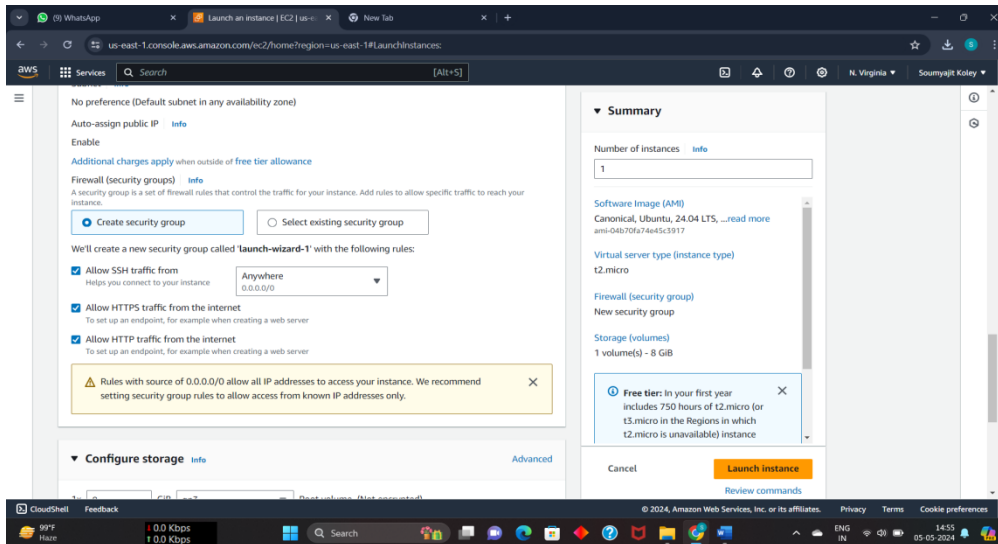 (9) WhatsApp
Launch an instance | EC2 | us-e
New Tab
us-east-1.console.aws.amazon.com/ec2/home?region=us-east-1#LaunchInstances:
S
aws
Services
Search
[Alt+S]
N. Virginia
Soumyajit Koley
Info
No preference (Default subnet in any availability zone)
Auto-assign public IP Info
Enable
Additional charges apply when outside of free tier allowance
Firewall (security groups) Info
A security group is a set of firewall rules that control the traffic for your instance. Add rules to allow specific traffic to reach your
instance.
Create security group
Select existing security group
We'll create a new security group called 'launch-wizard-1' with the following rules:
Allow SSH traffic from
Helps you connect to your instance
Anywhere
0.0.0.0/0
Allow HTTPS traffic from the internet
To set up an endpoint, for example when creating a web server
Allow HTTP traffic from the internet
To set up an endpoint, for example when creating a web server
Rules with source of 0.0.0.0/0 allow all IP addresses to access your instance. We recommend
setting security group rules to allow access from known IP addresses only.
Configure storage Info
Advanced
Summary
Number of instances Info
1
Software Image (AMI)
Canonical, Ubuntu, 24.04 LTS, ...read more
ami-04b70fa74e45c3917
Virtual server type (instance type)
t2.micro
Firewall (security group)
New security group
Storage (volumes)
1 volume(s) - 8 GiB
Free tier: In your first year
includes 750 hours of t2.micro (or
t3.micro in the Regions in which
t2.micro is unavailable) instance
Cancel
Launch instance
Review commands
CloudShell
Feedback
© 2024, Amazon Web Services, Inc. or its affiliates.
Privacy
Terms
Cookie preferences
99°F
Haze
0.0 Kbps
0.0 Kbps
Search
ENG
IN
14:55
05-05-2024